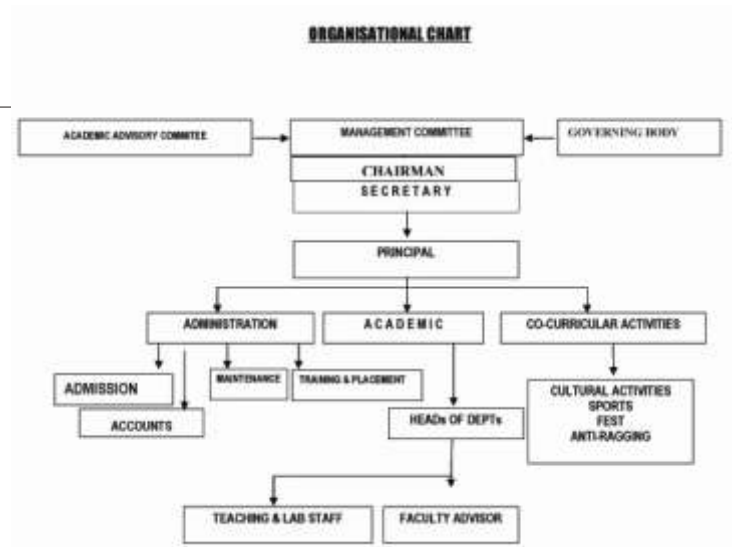 ORGANISATIONAL CHART
ACADEMIC ADVISORY COMMITEE
MANAGEMENT COMMITTEE
GOVERNING BODY
CHAIRMAN
SECRETARY
PRINCIPAL
ADMINISTRATION
ACADEMIC
CO-CURRICULAR ACTIVITIES
ADMISSION
MAINTENANCE
TRAINING & PLACEMENT
ACCOUNTS
HEADs OF DEPTs
CULTURAL ACTIVITIES
SPORTS
FEST
ANTI-RAGGING
TEACHING & LAB STAFF
FACULTY ADVISOR